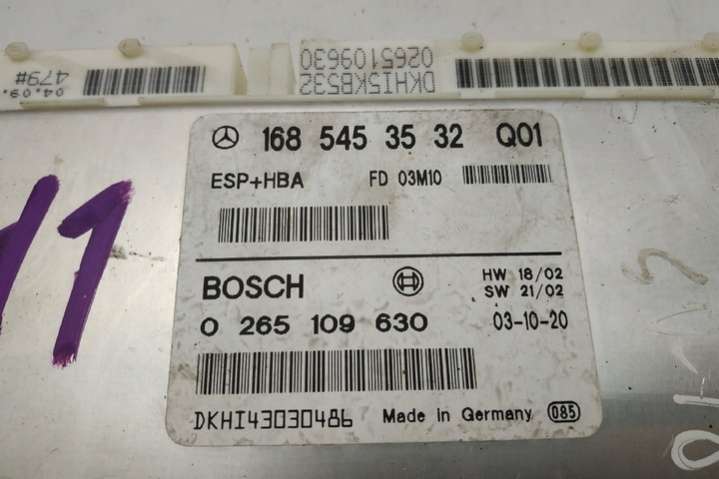 04.09.
479#
DKHI5KB532
0265109630
168 545 35 32 Q01
ESP+HBA FD 03M10
BOSCH HW 18/02
SW 21/02
0 265 109 630 03-10-20
DKHI43030486 Made in Germany 085
11